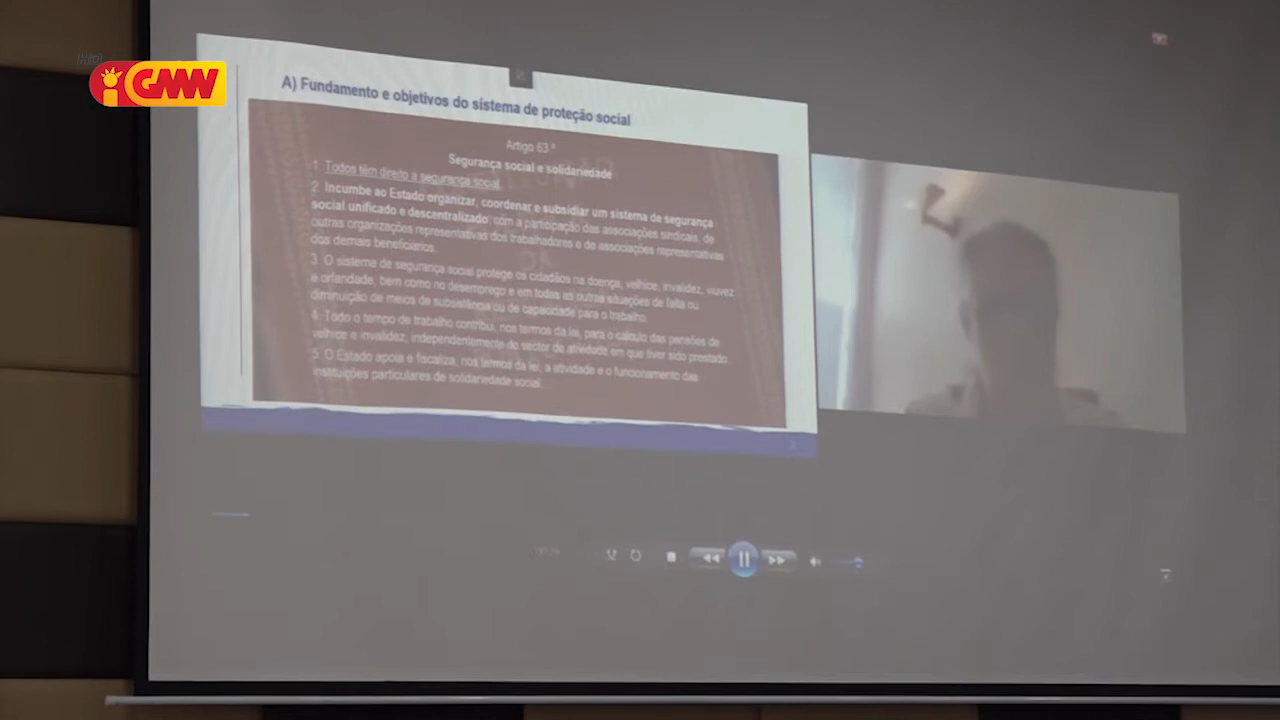 GMW
A) Fundamento e objetivos do sistema de proteção social
Artigo 63.º
Segurança social e solidariedade
1. Todos têm direito à segurança social.
2. Incumbe ao Estado organizar, coordenar e subsidiar um sistema de segurança
social unificado e descentralizado, com a participação das associações sindicais, de
outras organizações representativas dos trabalhadores e de associações representativas
dos demais beneficiários.
3. O sistema de segurança social protege os cidadãos na doença, velhice, invalidez, viuvez
e orfandade, bem como no desemprego e em todas as outras situações de falta ou
diminuição de meios de subsistência ou de capacidade para o trabalho.
4. Todo o tempo de trabalho contribui, nos termos da lei, para o cálculo das pensões de
velhice e invalidez, independentemente do sector de atividade em que tiver sido prestado.
5. O Estado apoia e fiscaliza, nos termos da lei, a atividade e o funcionamento das
instituições particulares de solidariedade social...